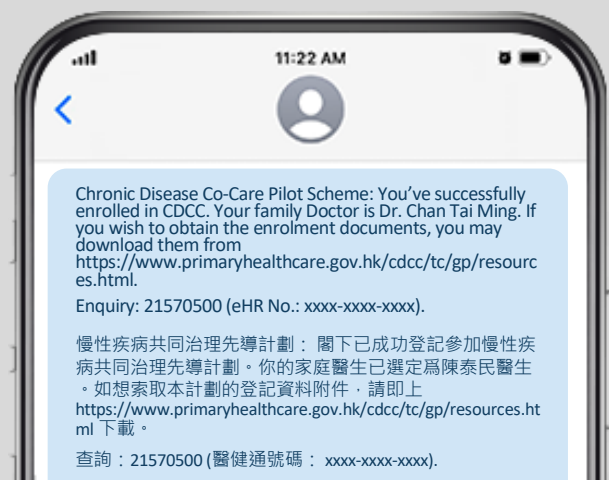 11:22 AM
Chronic Disease Co-Care Pilot Scheme: You've successfully
enrolled in CDCC. Your family Doctor is Dr. Chan Tai Ming. If
you wish to obtain the enrolment documents, you may
download them from
https://www.primaryhealthcare.gov.hk/cdcc/tc/gp/resourc
es.html.
Enquiry: 21570500 (eHR No.: xxxx-xxxx-xxxx).
慢性疾病共同治理先導計劃： 閣下已成功登記參加慢性疾
病共同治理先導計劃。你的家庭醫生已選定爲陳泰民醫生
。如想索取本計劃的登記資料附件，請即上
https://www.primaryhealthcare.gov.hk/cdcc/tc/gp/resources.ht
ml 下載。
查詢：21570500 (醫健通號碼： xxxx-xxxx-xxxx).